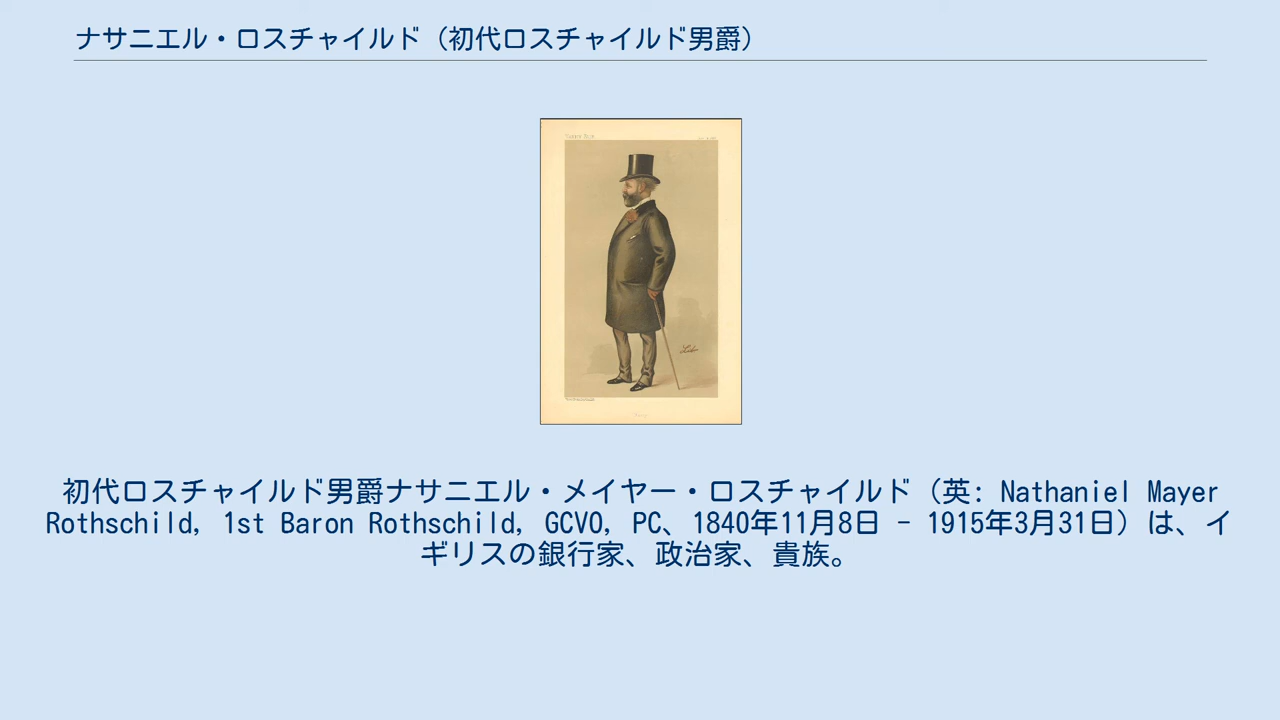 ナサニエル・ロスチャイルド（初代ロスチャイルド男爵）
初代ロスチャイルド男爵ナサニエル・メイヤー・ロスチャイルド（英: Nathaniel Mayer
Rothschild, 1st Baron Rothschild, GCVO, PC、1840年11月8日 - 1915年3月31日）は、イ
ギリスの銀行家、政治家、貴族。